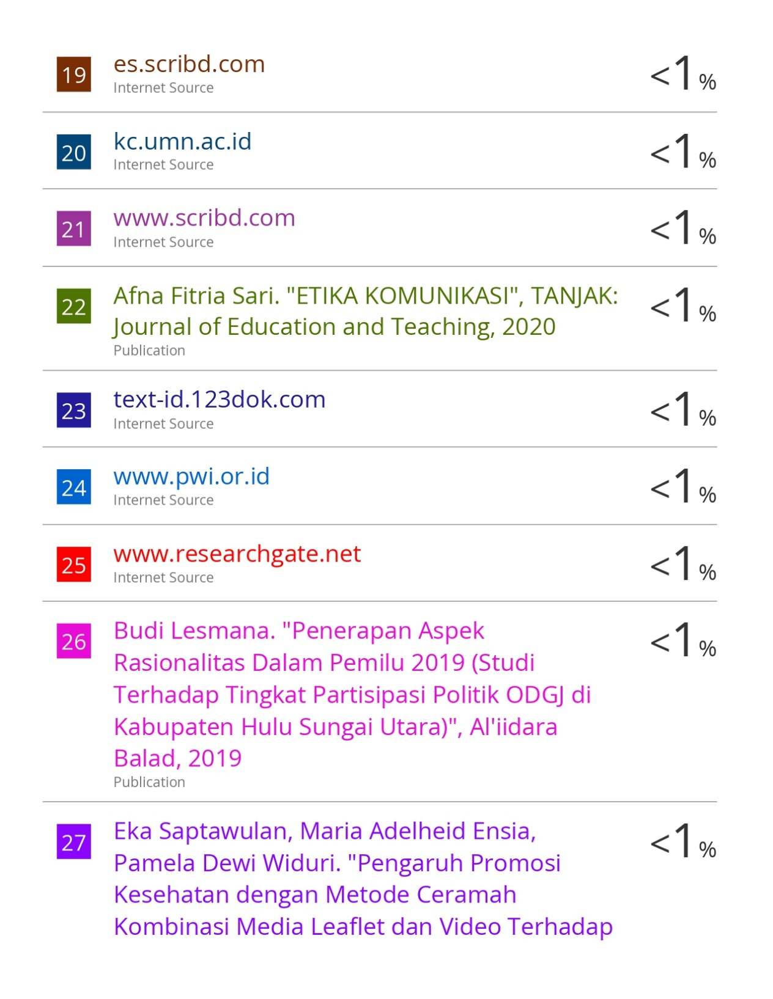 19 es.scribd.com <1%
Internet Source
20 kc.umn.ac.id <1%
Internet Source
21 www.scribd.com <1%
Internet Source
22 Afna Fitria Sari. "ETIKA KOMUNIKASI", TANJAK: <1%
Journal of Education and Teaching, 2020
Publication
23 text-id.123dok.com <1%
Internet Source
24 www.pwi.or.id <1%
Internet Source
25 www.researchgate.net <1%
Internet Source
26 Budi Lesmana. "Penerapan Aspek <1%
Rasionalitas Dalam Pemilu 2019 (Studi
Terhadap Tingkat Partisipasi Politik ODGJ di
Kabupaten Hulu Sungai Utara)", Al'iidara
Balad, 2019
Publication
27 Eka Saptawulan, Maria Adelheid Ensia, <1%
Pamela Dewi Widuri. "Pengaruh Promosi
Kesehatan dengan Metode Ceramah
Kombinasi Media Leaflet dan Video Terhadap